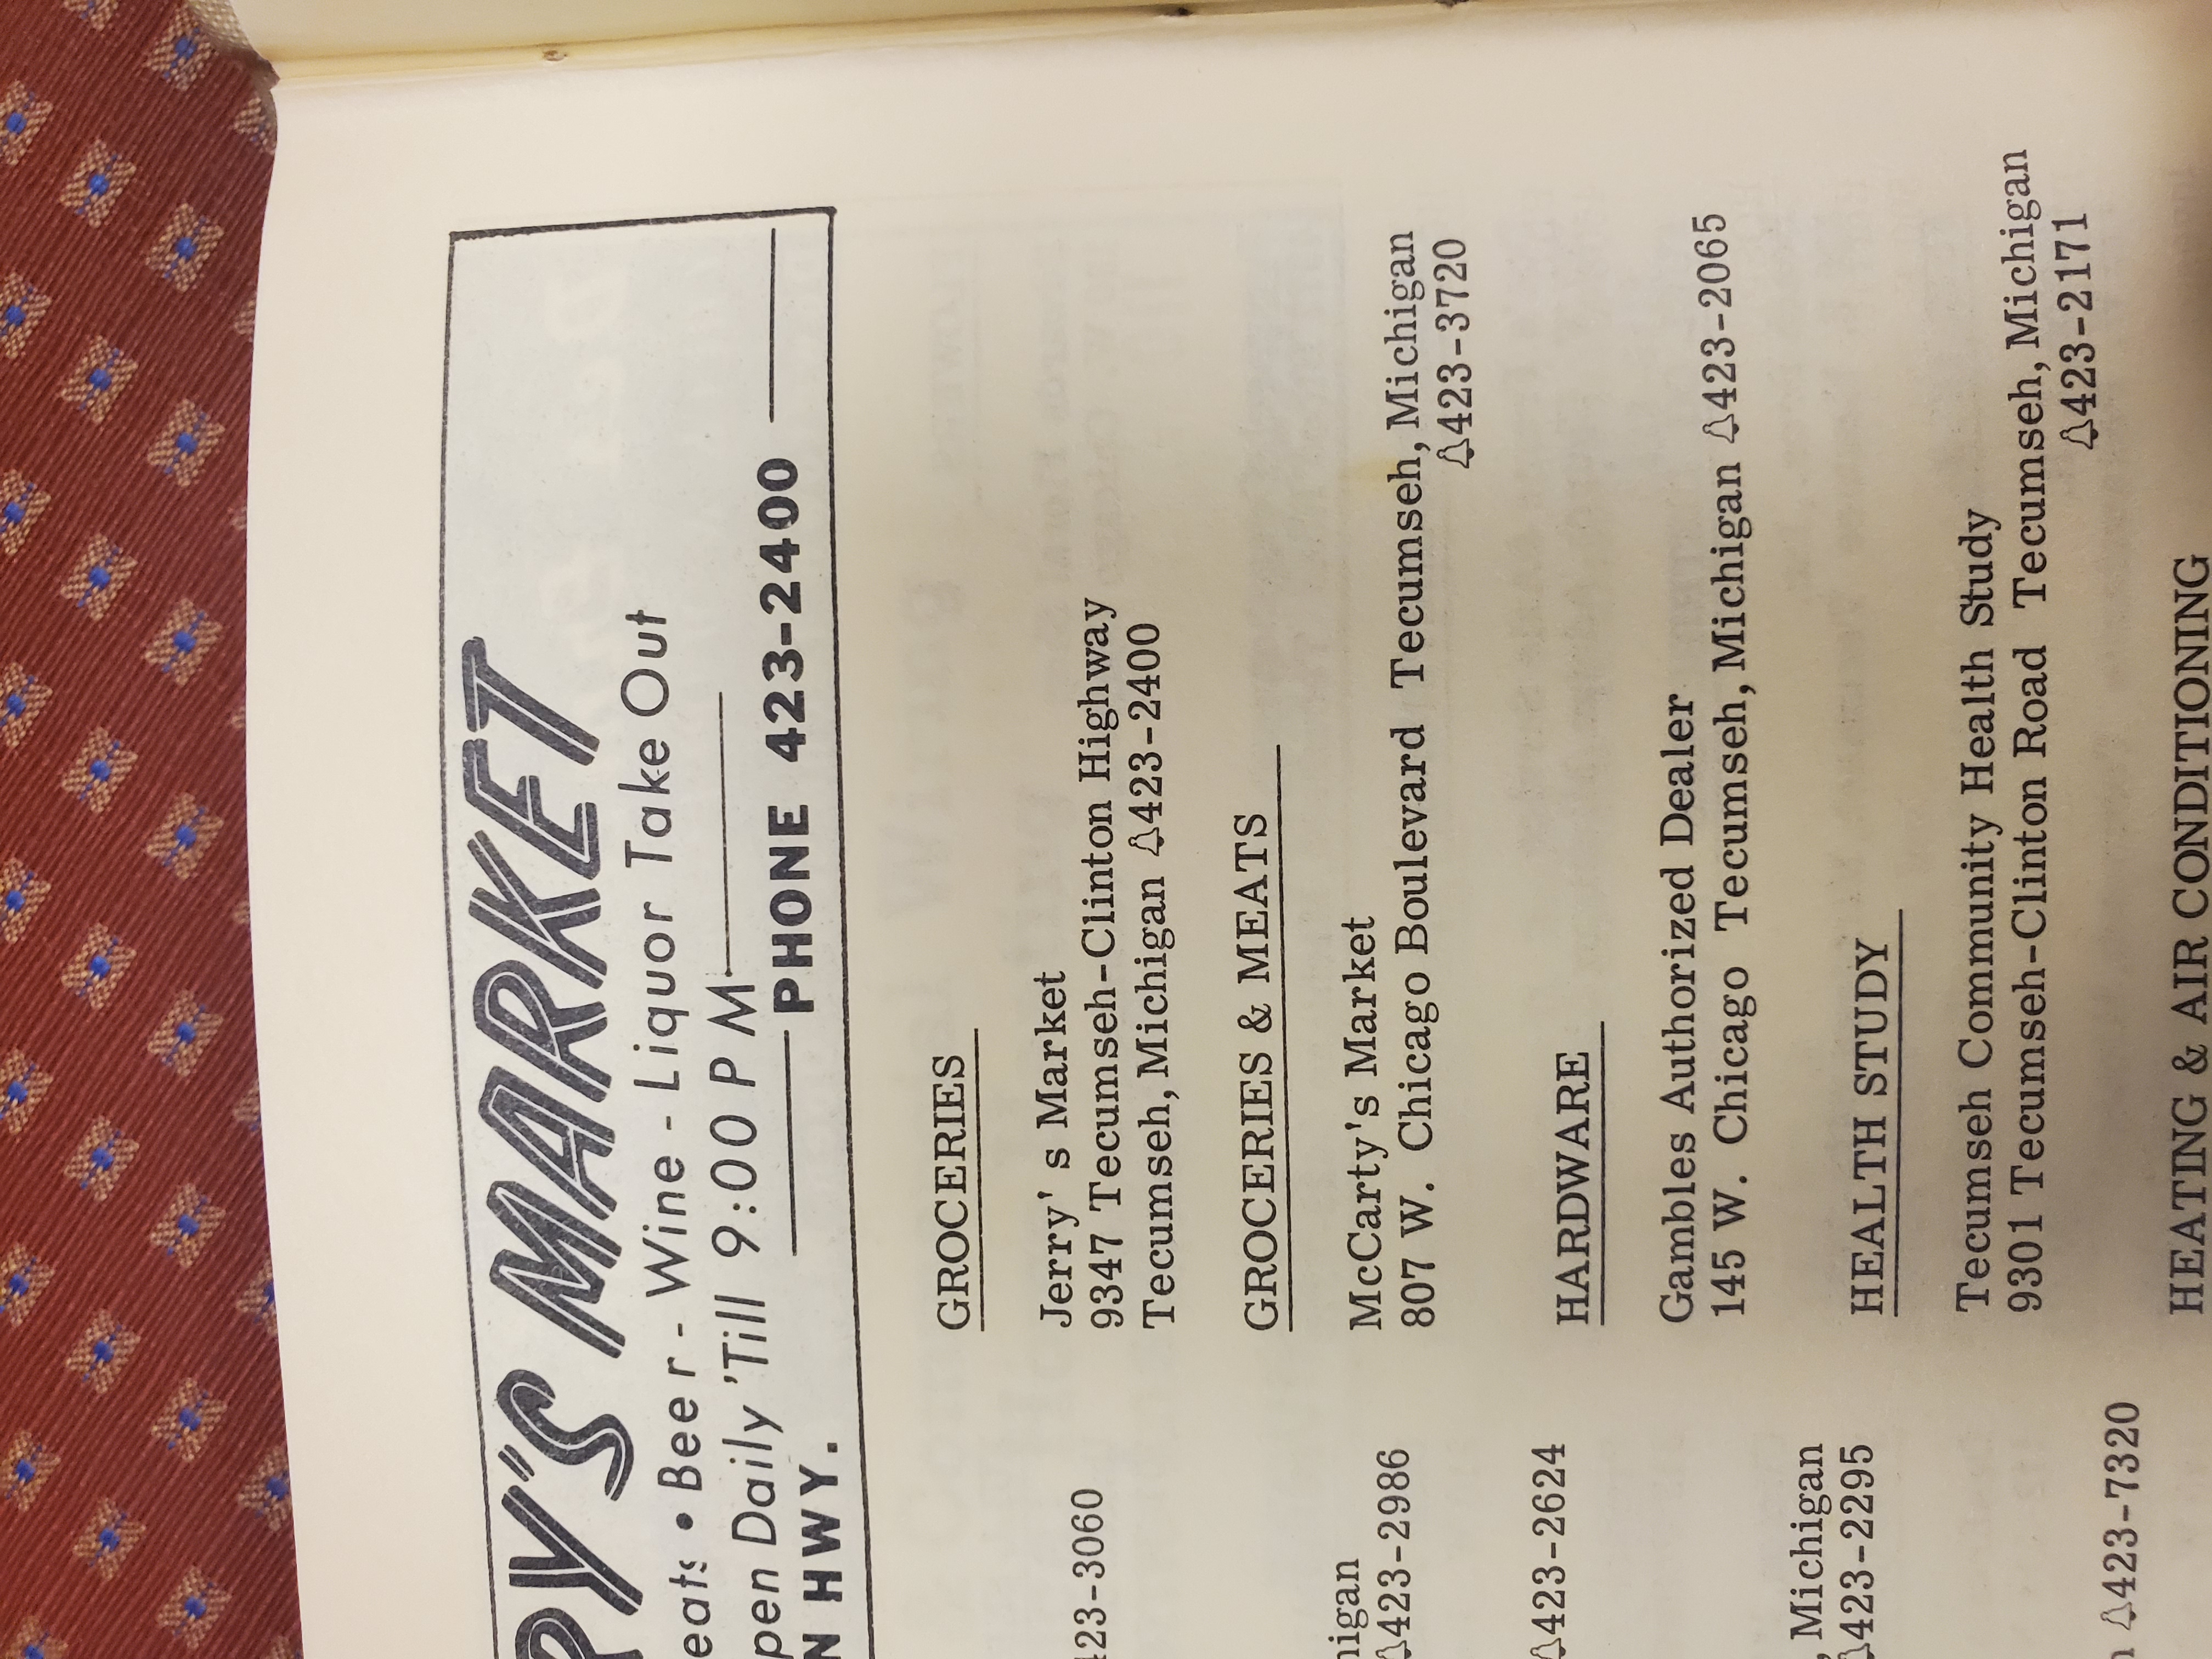 RY'S MARKET
eats • Beer - Wine - Liquor Take Out
pen Daily 'Till 9:00 P M
N HWY. PHONE 423-2400
GROCERIES
Jerry's Market
9347 Tecumseh-Clinton Highway
Tecumseh, Michigan 423-2400
GROCERIES & MEATS
McCarty's Market
807 W. Chicago Boulevard Tecumseh, Michigan
423-3720
HARDWARE
Gambles Authorized Dealer
145 W. Chicago Tecumseh, Michigan 423-2065
HEALTH STUDY
Tecumseh Community Health Study
9301 Tecumseh-Clinton Road Tecumseh, Michigan
423-2171
HEATING & AIR CONDITIONING
423-3060
higan
423-2986
423-2624
, Michigan
423-2295
n 423-7320